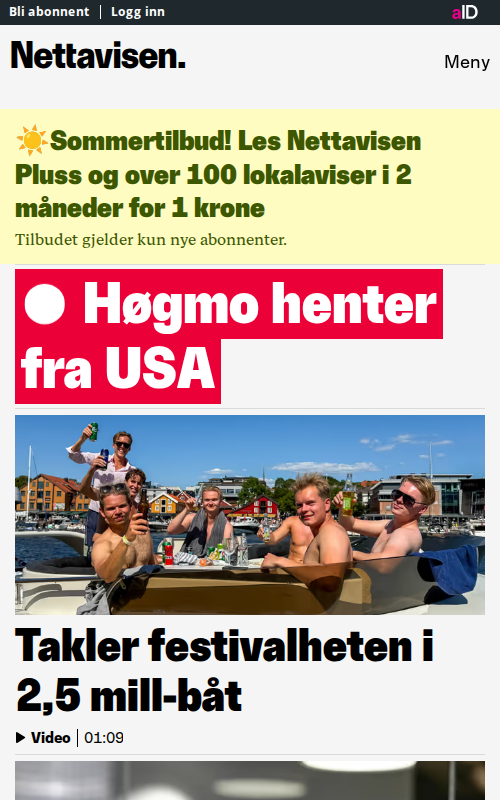 Bli abonnent | Logg inn
aID
Nettavisen.
Meny
Sommertilbud! Les Nettavisen
Pluss og over 100 lokalaviser i 2
måneder for 1 krone
Tilbudet gjelder kun nye abonnenter.
Høgmo henter
fra USA
Takler festivalheten i
2,5 mill-båt
Video | 01:09